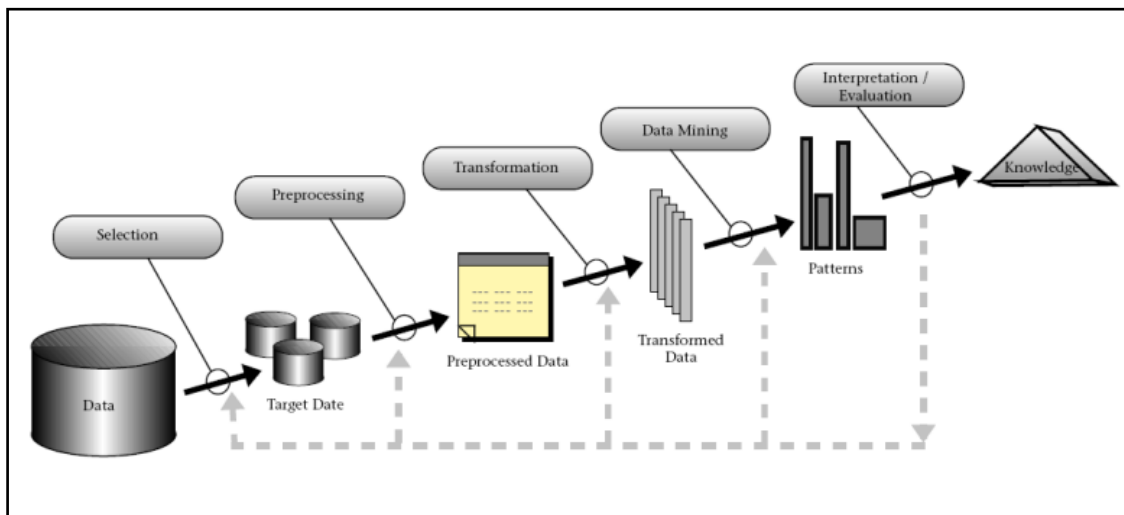 Interpretation /
Evaluation
Data Mining
Transformation
Preprocessing
Selection
Data
Target Date
Preprocessed Data
Transformed
Data
Patterns
Knowledge